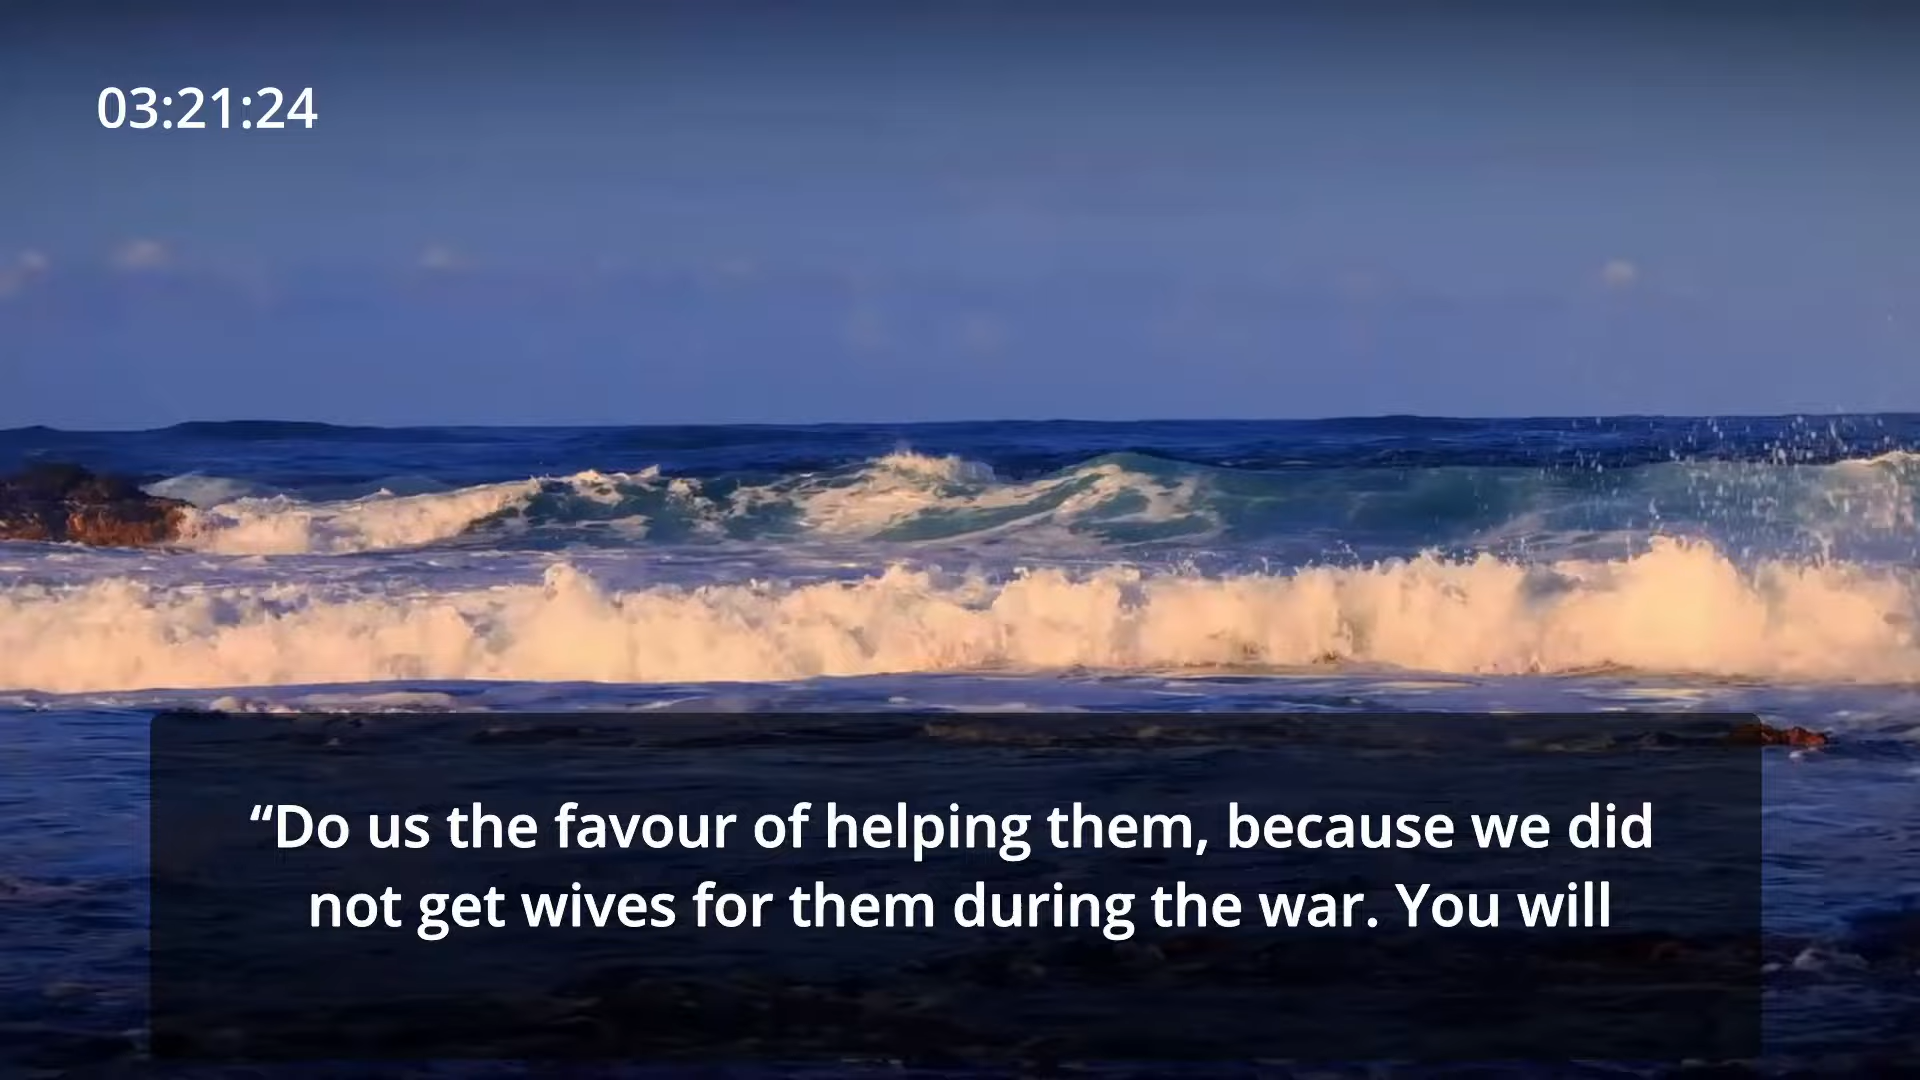 03:21:24
“Do us the favour of helping them, because we did
not get wives for them during the war. You will